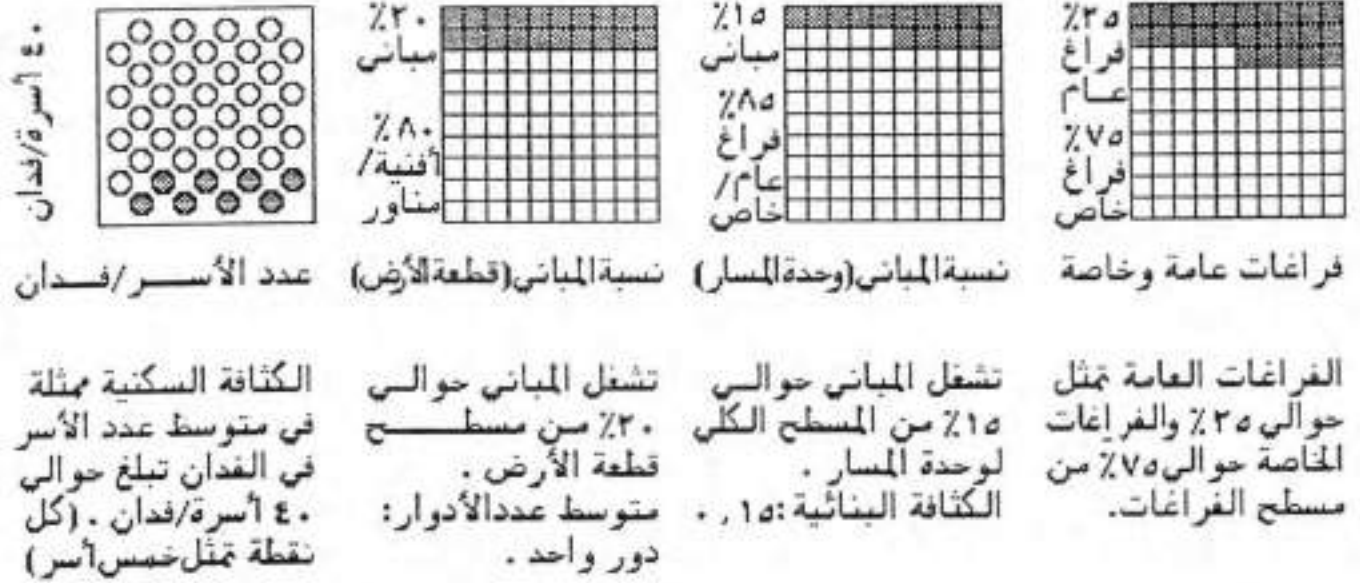 ٢٥٪
فراغ
عام
٧٥٪
فراغ
خاص
فراغات عامة وخاصة
الفراغات العامة تمثل
حوالي ٢٥٪ والفراغات
الخاصة حوالي ٧٥٪ من
مسطح الفراغات.
١٥٪
مباني
٨٥٪
فراغ
عام/
خاص
نسبة المباني (وحدة المسار)
تشغل المباني حوالي
١٥٪ من المسطح الكلي
لوحدة المسار .
الكثافة البنائية: ٠,١٥
٢٠٪
مباني
٨٠٪
أفنية/
مناور
نسبة المباني (قطعة الأرض)
تشغل المباني حوالي
٢٠٪ من مسطح
قطعة الأرض .
متوسط عدد الأدوار:
دور واحد .
٤٠ أسرة/فدان
عدد الأسر/فدان
الكثافة السكنية ممثلة
في متوسط عدد الأسر
في الفدان تبلغ حوالي
٤٠ أسرة/فدان . (كل
نقطة تمثل خمس أسر)